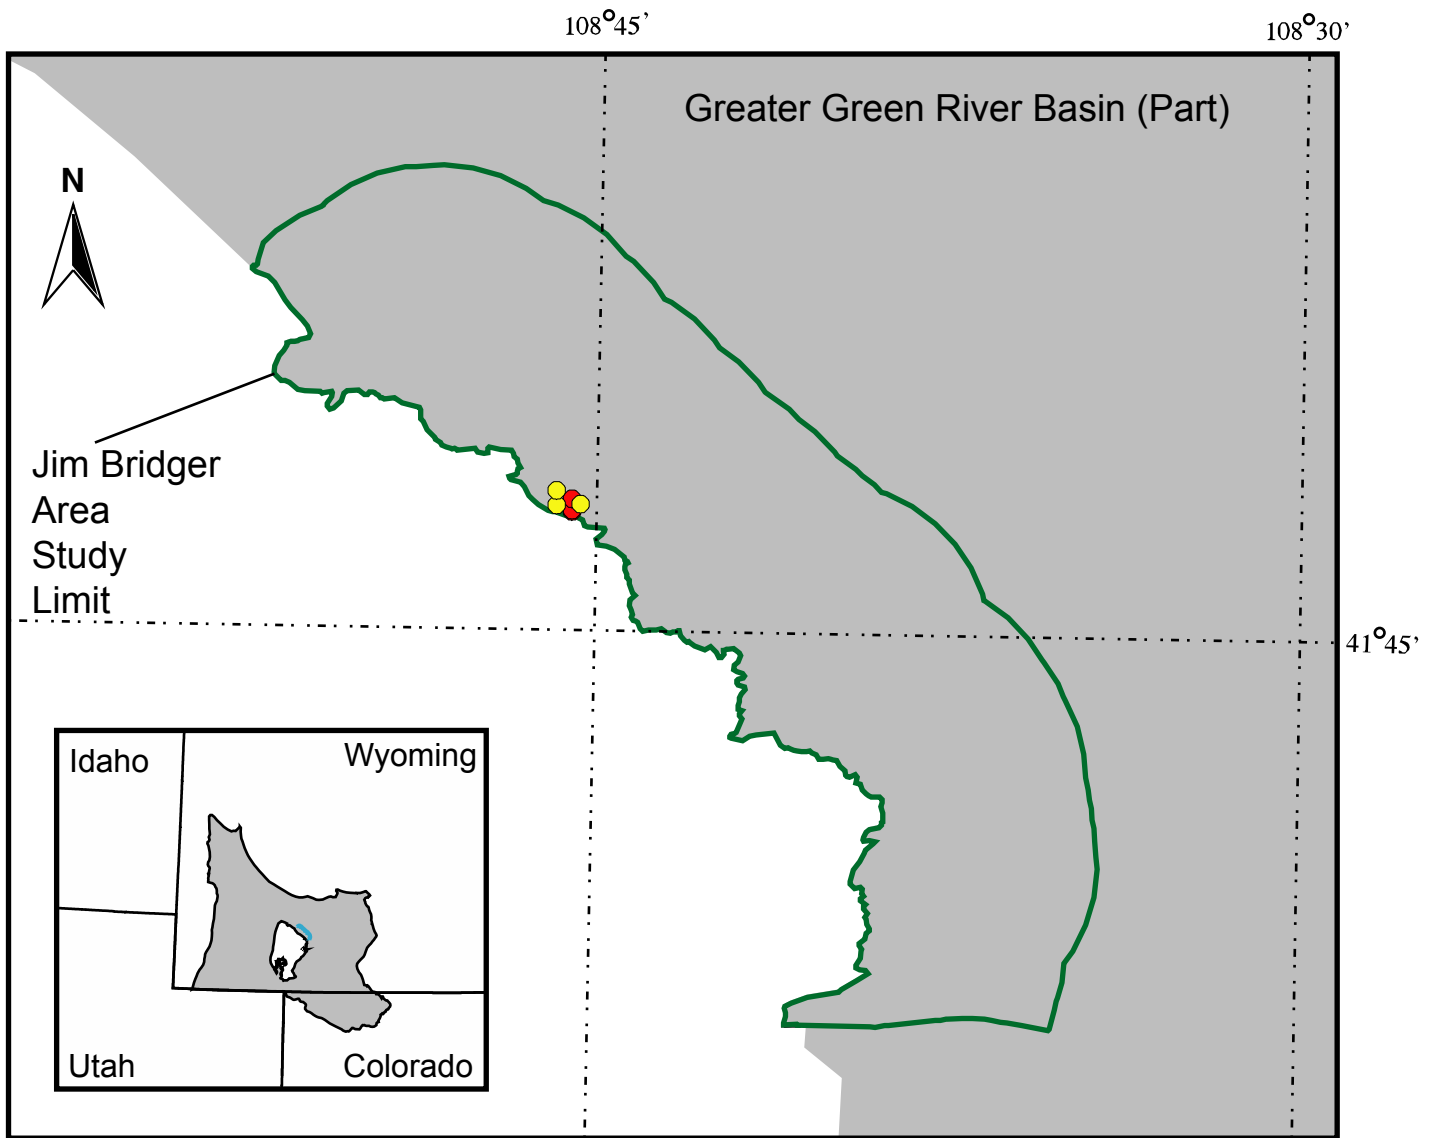 108°45'
108°30'
Greater Green River Basin (Part)
N
Jim Bridger
Area
Study
Limit
41°45'
Idaho
Wyoming
Utah
Colorado